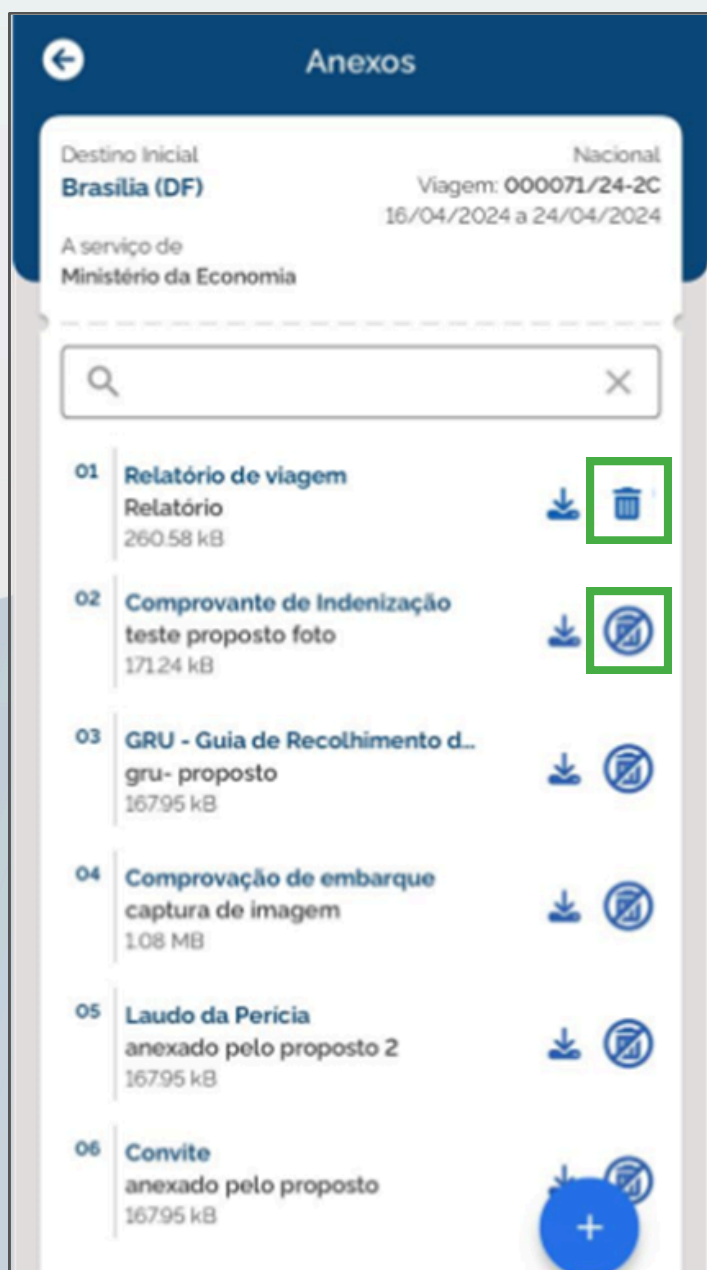 Anexos
Destino Inicial
Nacional
Brasília (DF)
Viagem: 000071/24-2C
16/04/2024 a 24/04/2024
A serviço de
Ministério da Economia
01 Relatório de viagem
Relatório
260.58 kB
02 Comprovante de Indenização
teste proposto foto
171.24 kB
03 GRU - Guia de Recolhimento d...
gru- proposto
167.95 kB
04 Comprovação de embarque
captura de imagem
1.08 MB
05 Laudo da Perícia
anexado pelo proposto 2
167.95 kB
06 Convite
anexado pelo proposto
167.95 kB